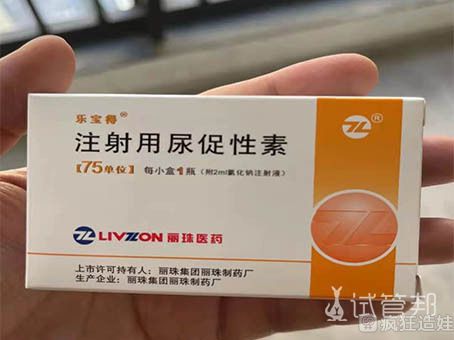 乐宝得®
注射用尿促性素
【75单位】 每小盒1瓶（附2ml氯化钠注射液）
LIVZON 丽珠医药
上市许可持有人：丽珠集团丽珠制药厂
生产企业：丽珠集团丽珠制药厂
®
试管邦
疯狂造娃